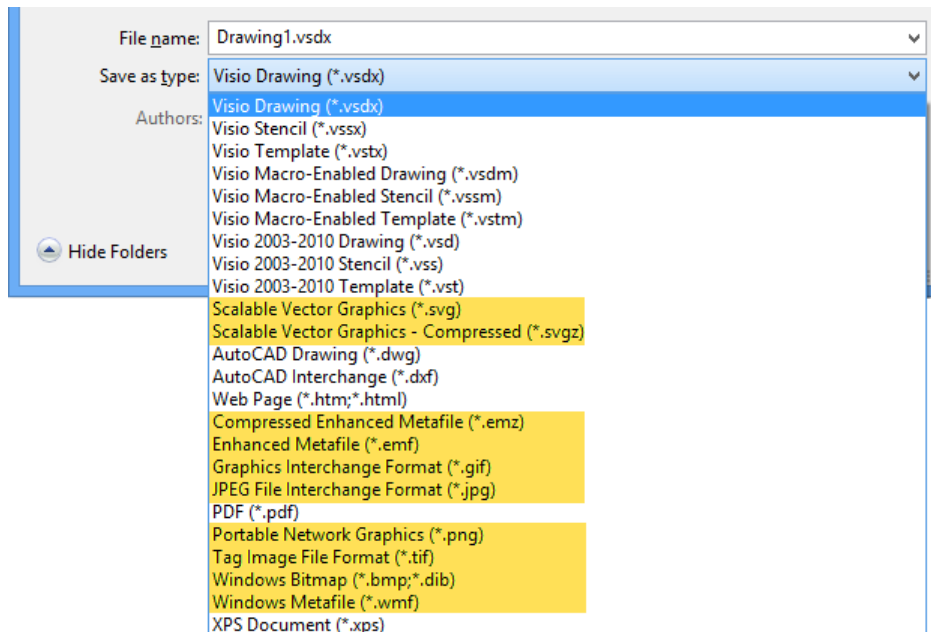 File name: Drawing1.vsdx
Save as type: Visio Drawing (*.vsdx)
Authors:
Visio Drawing (*.vsdx)
Visio Stencil (*.vssx)
Visio Template (*.vstx)
Visio Macro-Enabled Drawing (*.vsdm)
Visio Macro-Enabled Stencil (*.vssm)
Visio Macro-Enabled Template (*.vstm)
Visio 2003-2010 Drawing (*.vsd)
Hide Folders
Visio 2003-2010 Stencil (*.vss)
Visio 2003-2010 Template (*.vst)
Scalable Vector Graphics (*.svg)
Scalable Vector Graphics - Compressed (*.svgz)
AutoCAD Drawing (*.dwg)
AutoCAD Interchange (*.dxf)
Web Page (*.htm;*.html)
Compressed Enhanced Metafile (*.emz)
Enhanced Metafile (*.emf)
Graphics Interchange Format (*.gif)
JPEG File Interchange Format (*.jpg)
PDF (*.pdf)
Portable Network Graphics (*.png)
Tag Image File Format (*.tif)
Windows Bitmap (*.bmp;*.dib)
Windows Metafile (*.wmf)
XPS Document (*.xps)